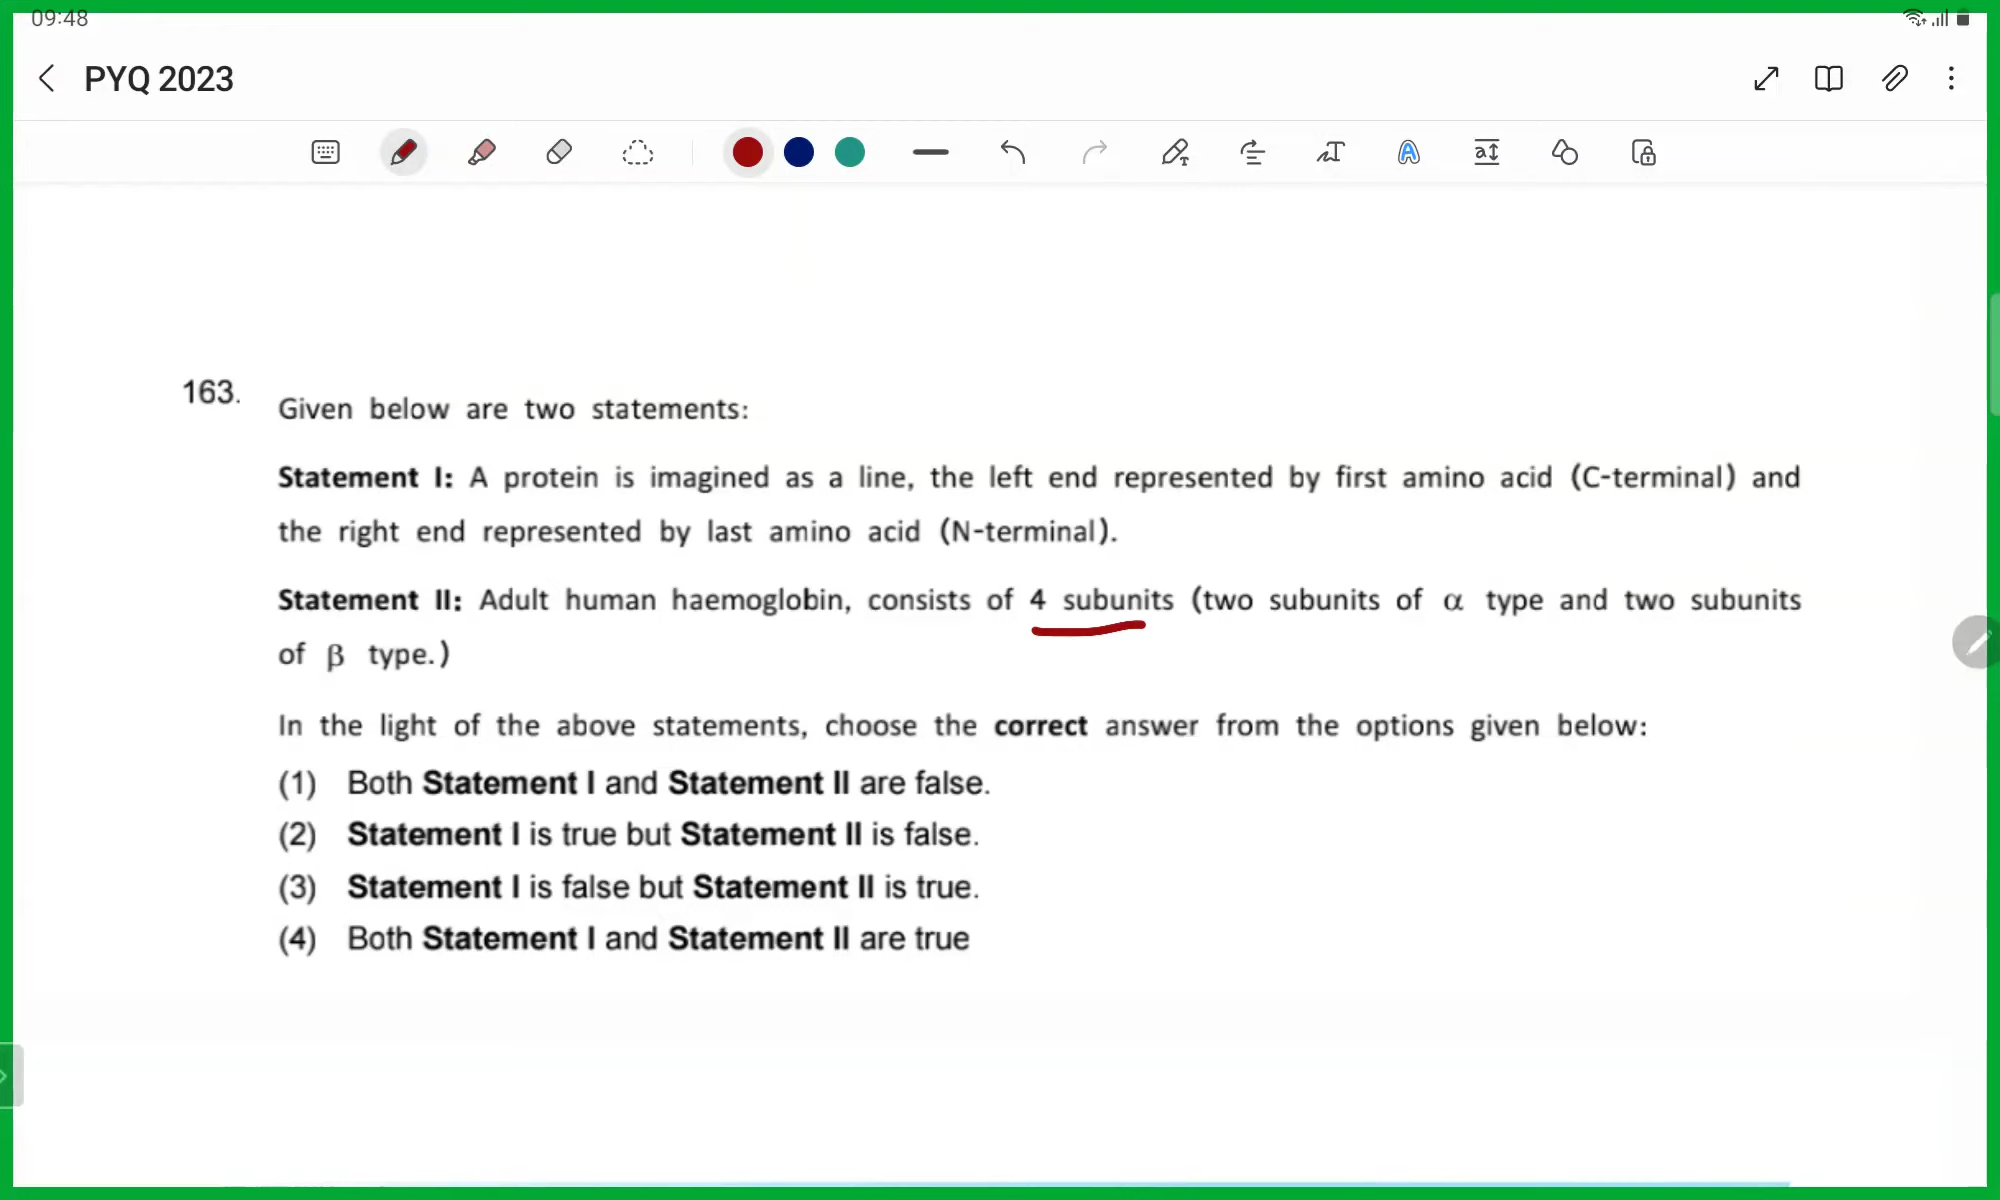 09:48
PYQ 2023
163.
Given below are two statements:
Statement I: A protein is imagined as a line, the left end represented by first amino acid (C-terminal) and
the right end represented by last amino acid (N-terminal).
Statement II: Adult human haemoglobin, consists of 4 subunits (two subunits of α type and two subunits
of β type.)
In the light of the above statements, choose the correct answer from the options given below:
(1) Both Statement I and Statement II are false.
(2) Statement I is true but Statement II is false.
(3) Statement I is false but Statement II is true.
(4) Both Statement I and Statement II are true